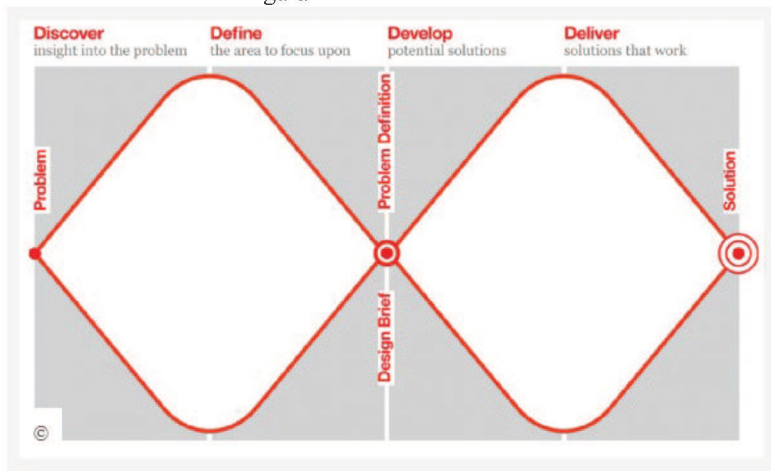 Discover
insight into the problem
Define
the area to focus upon
Develop
potential solutions
Deliver
solutions that work
Problem
Problem Definition
Design Brief
Solution
©